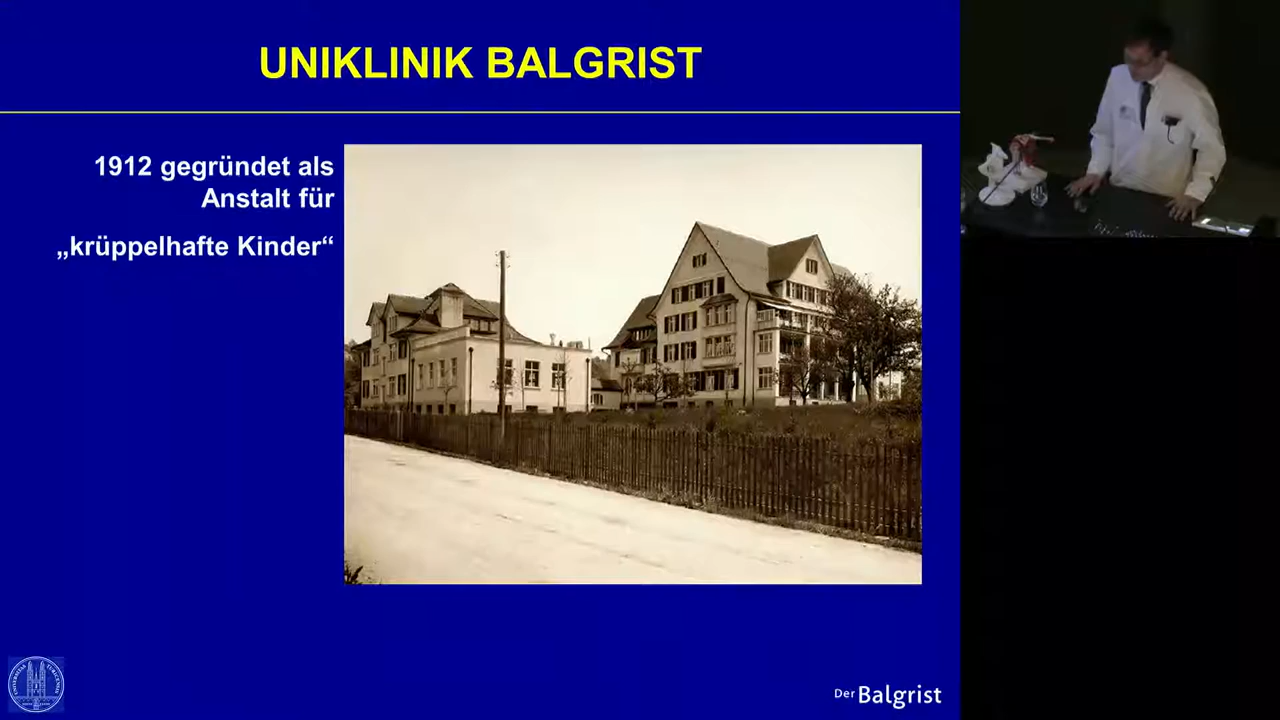 UNIKLINIK BALGRIST
1912 gegründet als
Anstalt für
„krüppelhafte Kinder“
Der Balgrist